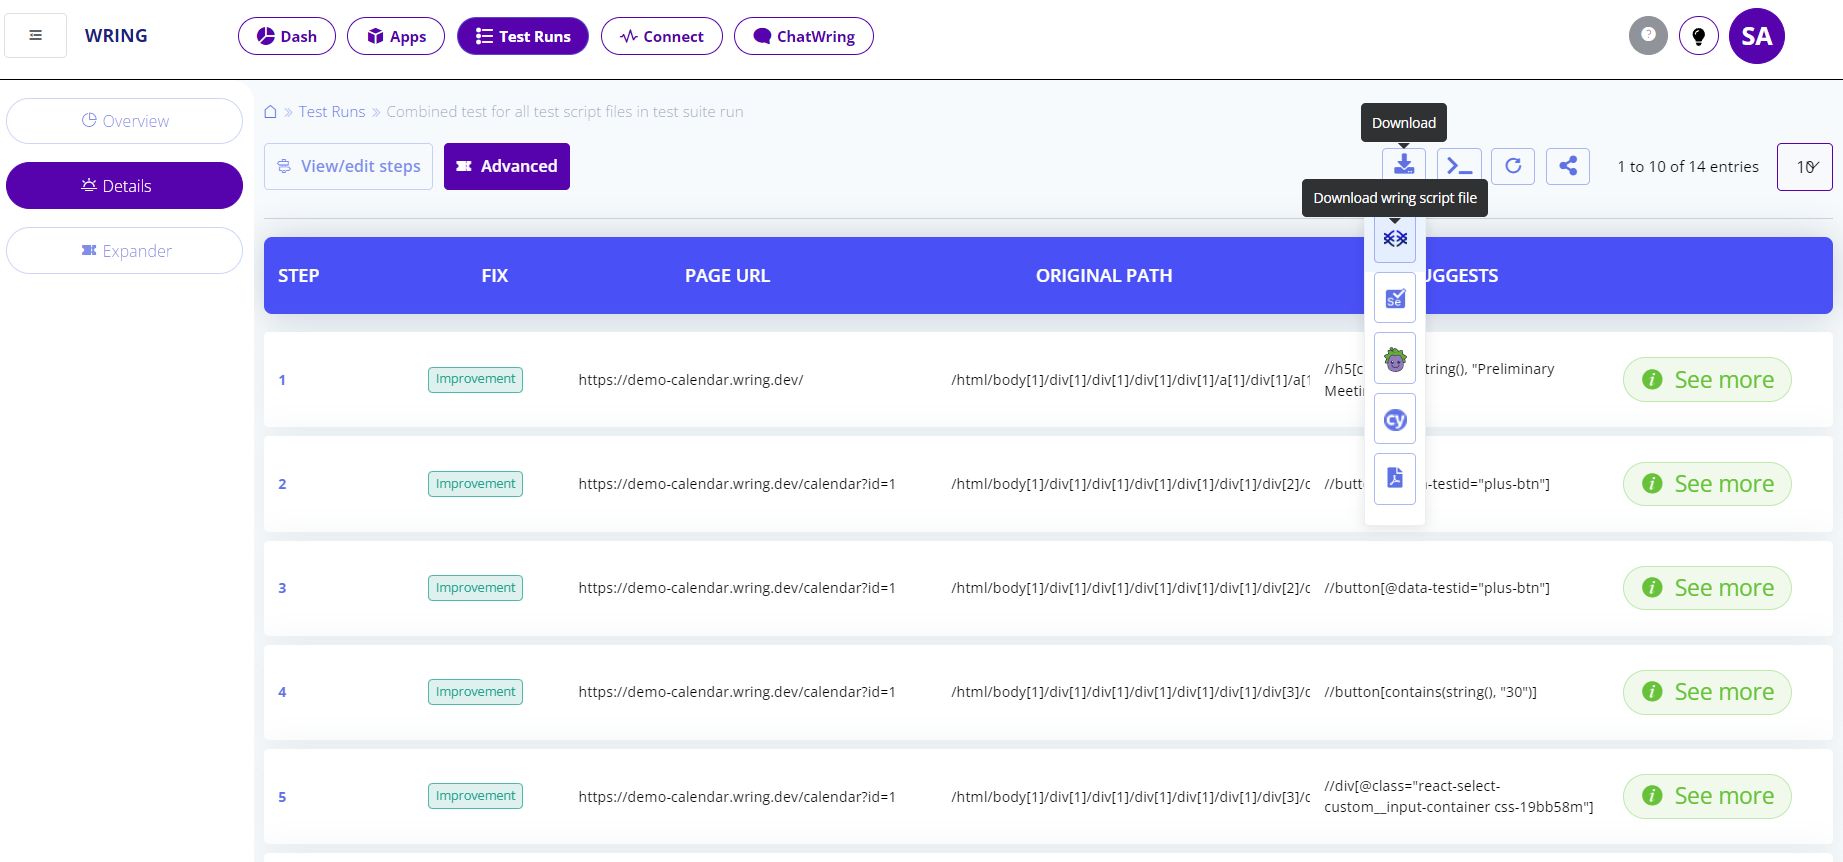 WRING
Dash
Apps
Test Runs
Connect
ChatWring
?
SA
Overview
Details
Expander
Test Runs
Combined test for all test script files in test suite run
Download
View/edit steps
Advanced
1 to 10 of 14 entries
10
Download wring script file
STEP
FIX
PAGE URL
ORIGINAL PATH
UGGESTS
Se
cy
1
Improvement
https://demo-calendar.wring.dev/
/html/body[1]/div[1]/div[1]/div[1]/div[1]/a[1]/div[1]/a[1
//h5[c
tring(), "Preliminary
Meetin
i See more
2
Improvement
https://demo-calendar.wring.dev/calendar?id=1
/html/body[1]/div[1]/div[1]/div[1]/div[1]/div[1]/div[2]/c
//butt
a-testid="plus-btn"]
i See more
3
Improvement
https://demo-calendar.wring.dev/calendar?id=1
/html/body[1]/div[1]/div[1]/div[1]/div[1]/div[1]/div[2]/c
//button[@data-testid="plus-btn"]
i See more
4
Improvement
https://demo-calendar.wring.dev/calendar?id=1
/html/body[1]/div[1]/div[1]/div[1]/div[1]/div[1]/div[3]/c
//button[contains(string(), "30")]
i See more
5
Improvement
https://demo-calendar.wring.dev/calendar?id=1
/html/body[1]/div[1]/div[1]/div[1]/div[1]/div[1]/div[3]/c
//div[@class="react-select-
custom__input-container css-19bb58m"]
i See more